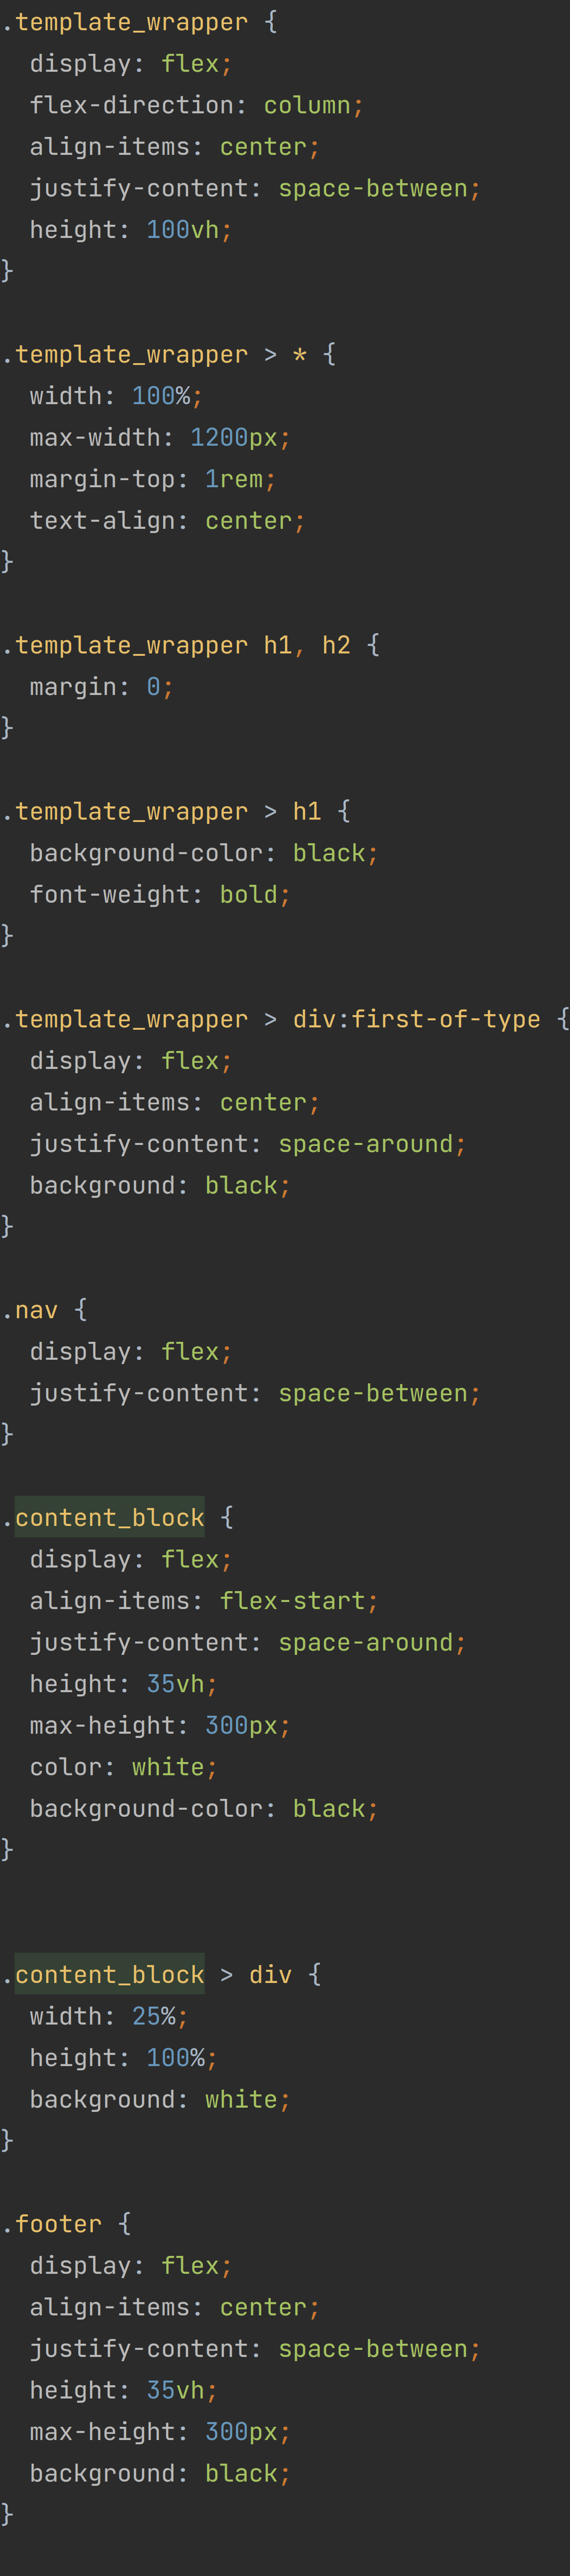 .template_wrapper {
  display: flex;
  flex-direction: column;
  align-items: center;
  justify-content: space-between;
  height: 100vh;
}

.template_wrapper > * {
  width: 100%;
  max-width: 1200px;
  margin-top: 1rem;
  text-align: center;
}

.template_wrapper h1, h2 {
  margin: 0;
}

.template_wrapper > h1 {
  background-color: black;
  font-weight: bold;
}

.template_wrapper > div:first-of-type {
  display: flex;
  align-items: center;
  justify-content: space-around;
  background: black;
}

.nav {
  display: flex;
  justify-content: space-between;
}

.content_block {
  display: flex;
  align-items: flex-start;
  justify-content: space-around;
  height: 35vh;
  max-height: 300px;
  color: white;
  background-color: black;
}


.content_block > div {
  width: 25%;
  height: 100%;
  background: white;
}

.footer {
  display: flex;
  align-items: center;
  justify-content: space-between;
  height: 35vh;
  max-height: 300px;
  background: black;
}